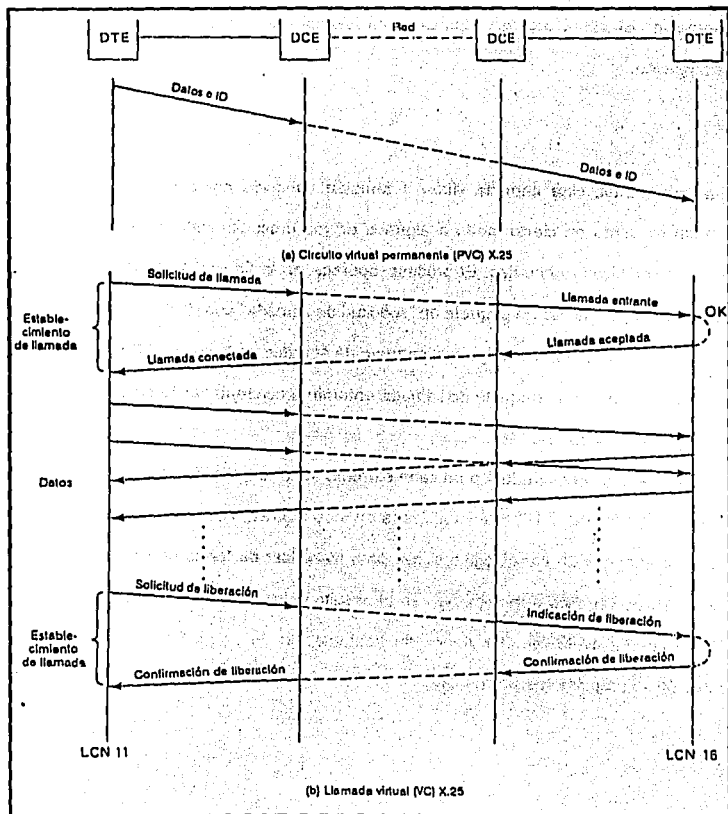 Red
DTE DCE DCE DTE
Datos e ID
Datos e ID
(a) Circuito virtual permanente (PVC) X.25
Solicitud de llamada
Llamada entrante
OK
Estable-
cimiento
de llamada
Llamada aceptada
Llamada conectada
Datos
Solicitud de liberación
Indicación de liberación
Estable-
cimiento
de llamada
Confirmación de liberación
Confirmación de liberación
LCN 11
LCN 16
(b) Llamada virtual (VC) X.25